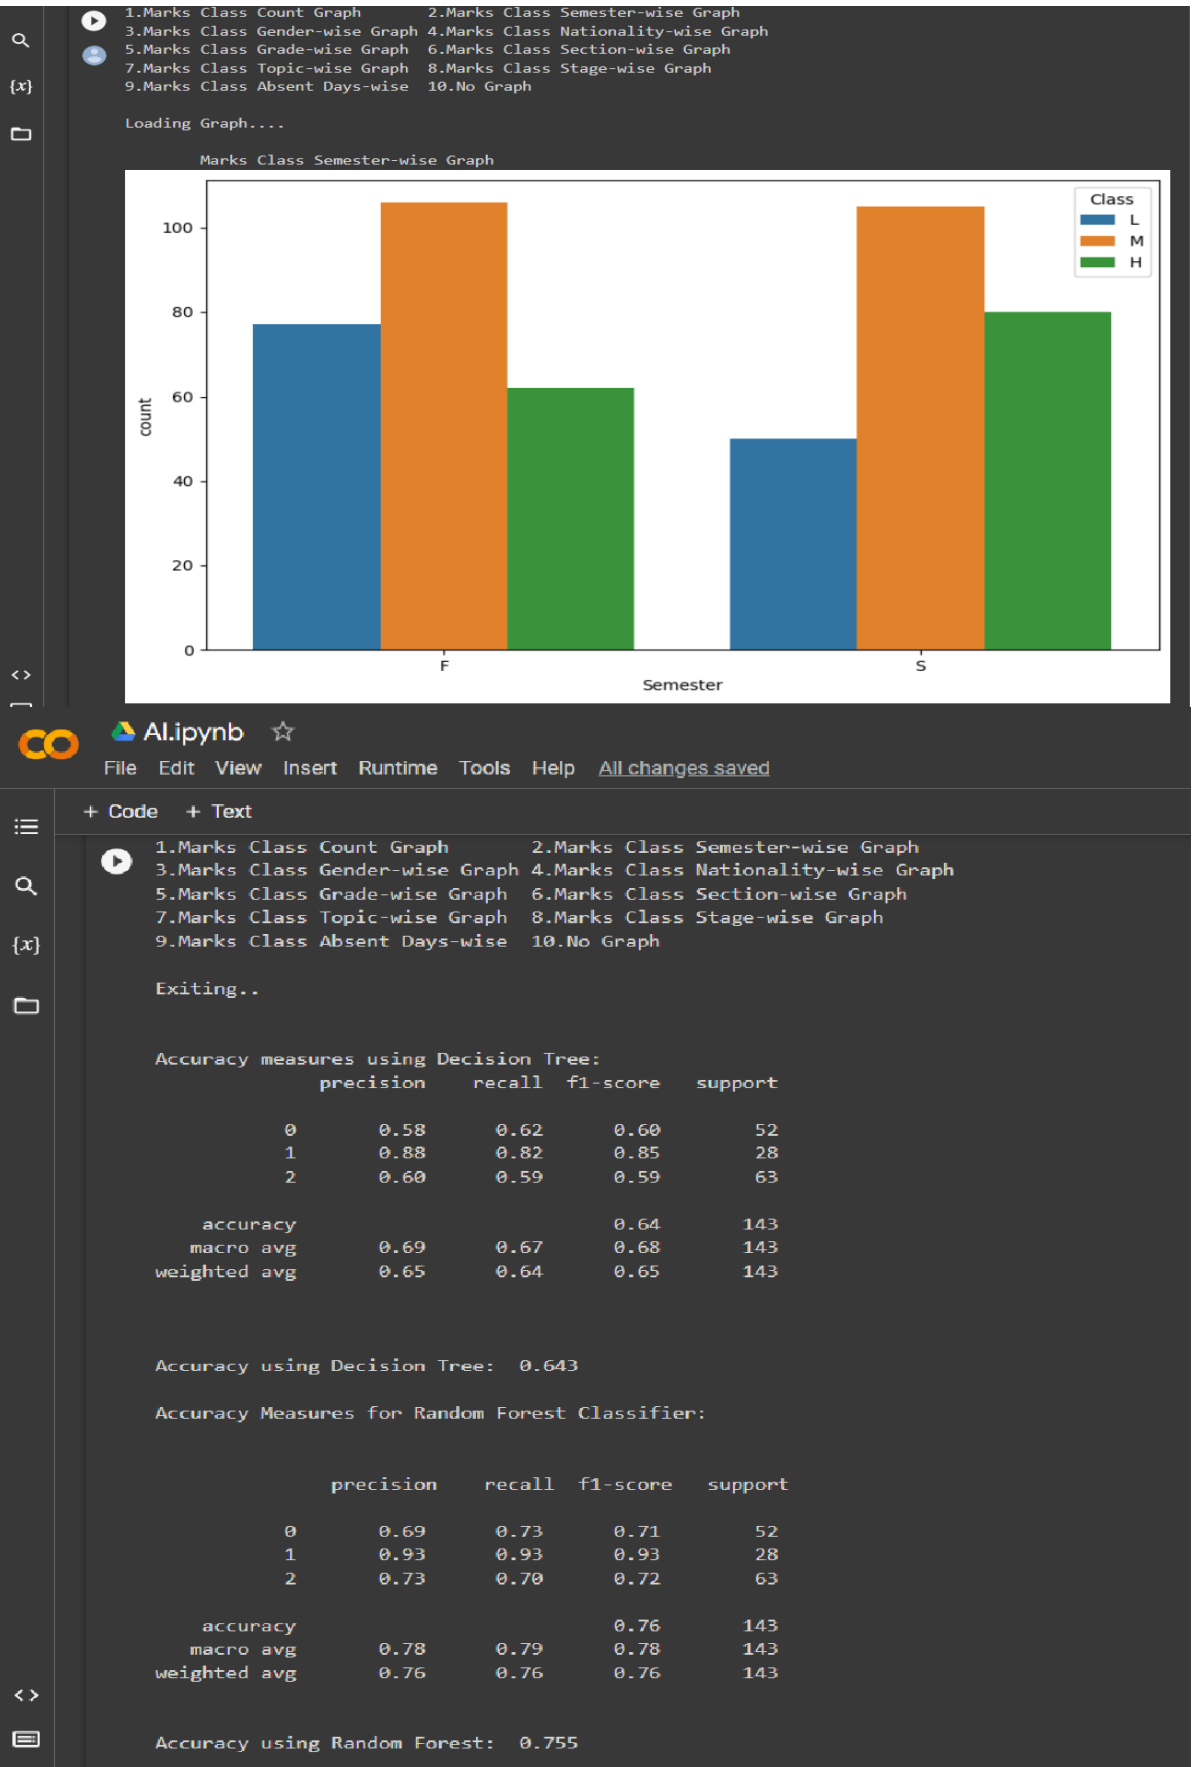 1.Marks Class Count Graph 2.Marks Class Semester-wise Graph
3.Marks Class Gender-wise Graph 4.Marks Class Nationality-wise Graph
5.Marks Class Grade-wise Graph 6.Marks Class Section-wise Graph
7.Marks Class Topic-wise Graph 8.Marks Class Stage-wise Graph
{x}
9.Marks Class Absent Days-wise 10.No Graph
Loading Graph....
Marks Class Semester-wise Graph
Class
L
M
H
100
80
60
40
20
0
count
F S
Semester
<>
CO AI.ipynb
File Edit View Insert Runtime Tools Help All changes saved
+ Code + Text
1.Marks Class Count Graph 2.Marks Class Semester-wise Graph
3.Marks Class Gender-wise Graph 4.Marks Class Nationality-wise Graph
5.Marks Class Grade-wise Graph 6.Marks Class Section-wise Graph
7.Marks Class Topic-wise Graph 8.Marks Class Stage-wise Graph
{x}
9.Marks Class Absent Days-wise 10.No Graph
Exiting..
Accuracy measures using Decision Tree:
precision recall f1-score support
0 0.58 0.62 0.60 52
1 0.88 0.82 0.85 28
2 0.60 0.59 0.59 63
accuracy 0.64 143
macro avg 0.69 0.67 0.68 143
weighted avg 0.65 0.64 0.65 143
Accuracy using Decision Tree: 0.643
Accuracy Measures for Random Forest Classifier:
precision recall f1-score support
0 0.69 0.73 0.71 52
1 0.93 0.93 0.93 28
2 0.73 0.70 0.72 63
accuracy 0.76 143
macro avg 0.78 0.79 0.78 143
weighted avg 0.76 0.76 0.76 143
<>
Accuracy using Random Forest: 0.755